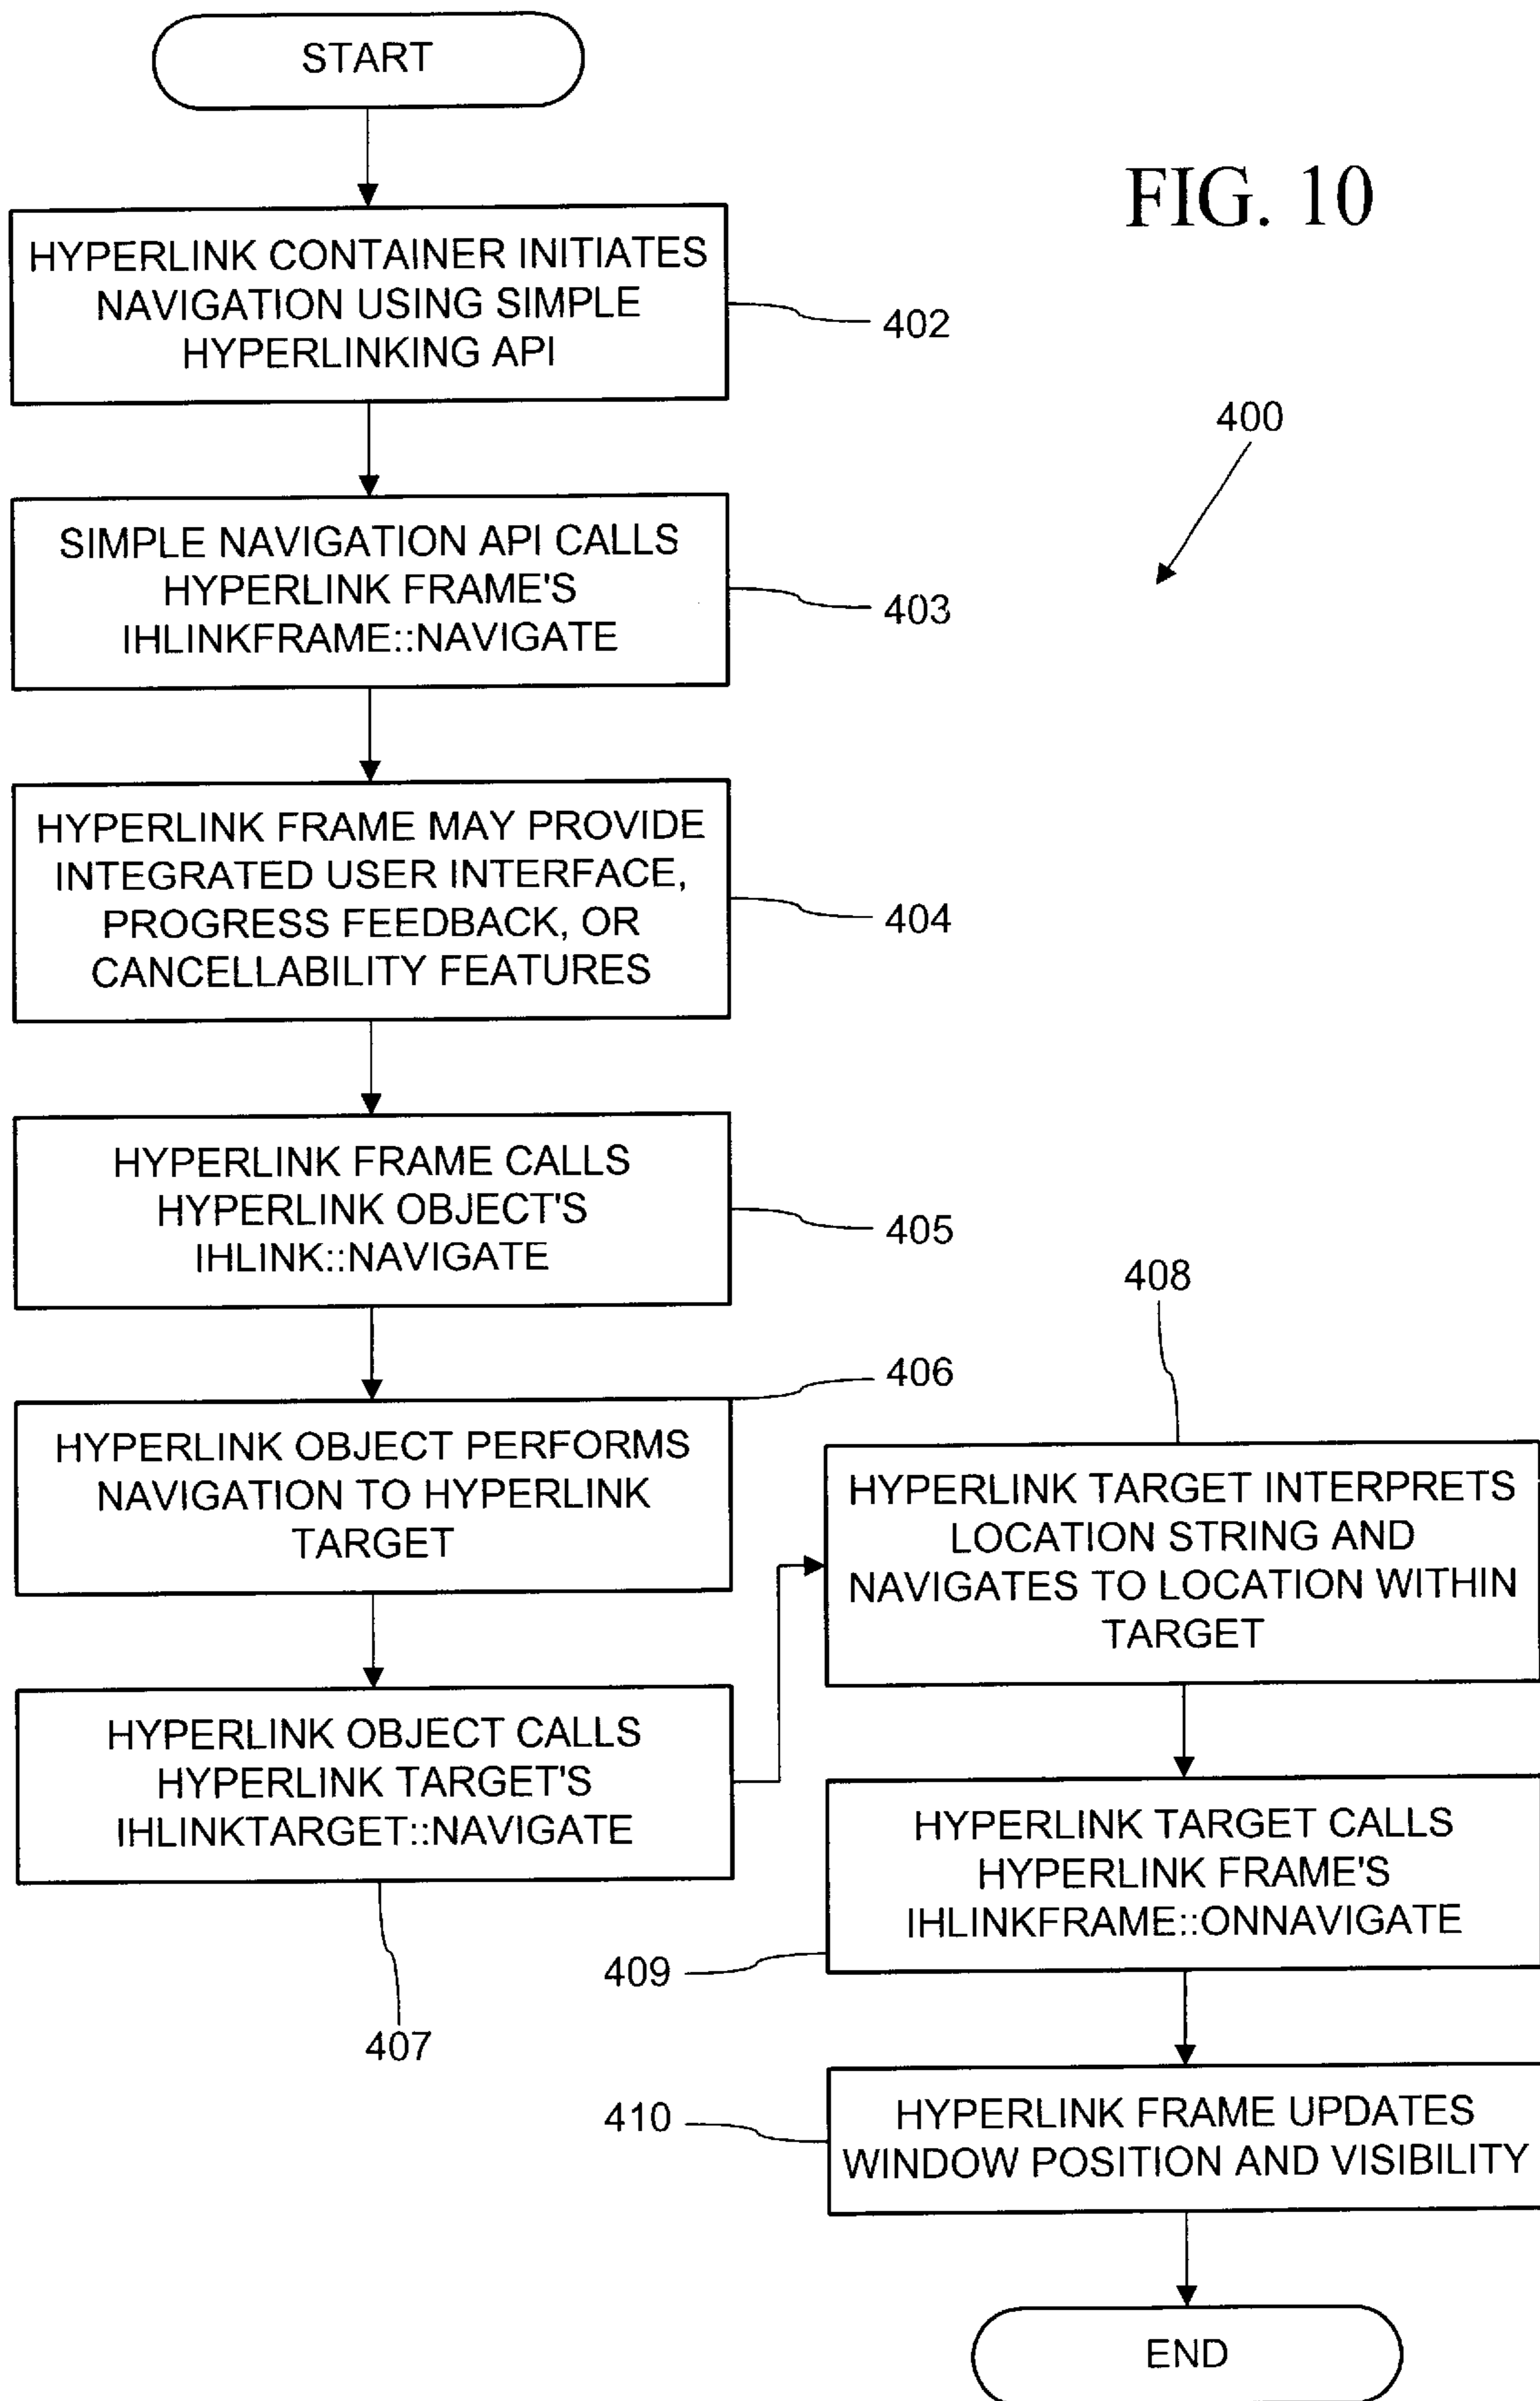 START
FIG. 10
HYPERLINK CONTAINER INITIATES
NAVIGATION USING SIMPLE
HYPERLINKING API
402
400
SIMPLE NAVIGATION API CALLS
HYPERLINK FRAME'S
IHLINKFRAME::NAVIGATE
403
HYPERLINK FRAME MAY PROVIDE
INTEGRATED USER INTERFACE,
PROGRESS FEEDBACK, OR
CANCELLABILITY FEATURES
404
HYPERLINK FRAME CALLS
HYPERLINK OBJECT'S
IHLINK::NAVIGATE
405
HYPERLINK OBJECT PERFORMS
NAVIGATION TO HYPERLINK
TARGET
406
HYPERLINK OBJECT CALLS
HYPERLINK TARGET'S
IHLINKTARGET::NAVIGATE
407
408
HYPERLINK TARGET INTERPRETS
LOCATION STRING AND
NAVIGATES TO LOCATION WITHIN
TARGET
HYPERLINK TARGET CALLS
HYPERLINK FRAME'S
IHLINKFRAME::ONNAVIGATE
409
HYPERLINK FRAME UPDATES
WINDOW POSITION AND VISIBILITY
410
END